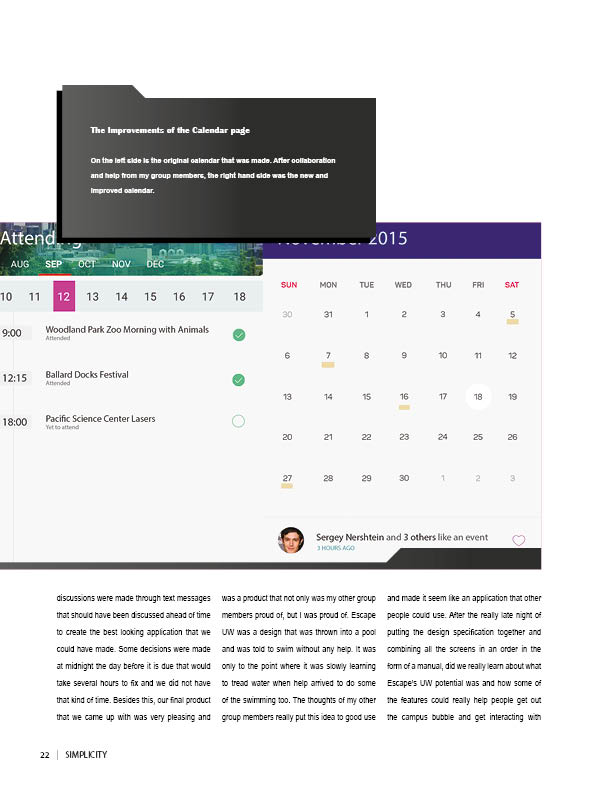 The Improvements of the Calendar page
On the left side is the original calendar that was made. After collaboration
and help from my group members, the right hand side was the new and
improved calendar.
Attending
AUG SEP OCT NOV DEC
10 11 12 13 14 15 16 17 18
9:00 Woodland Park Zoo Morning with Animals
Attended
12:15 Ballard Docks Festival
Attended
18:00 Pacific Science Center Lasers
Yet to attend
November 2015
SUN MON TUE WED THU FRI SAT
30 31 1 2 3 4 5
6 7 8 9 10 11 12
13 14 15 16 17 18 19
20 21 22 23 24 25 26
27 28 29 30 1 2 3
Sergey Nershtein and 3 others like an event
3 HOURS AGO
discussions were made through text messages
that should have been discussed ahead of time
to create the best looking application that we
could have made. Some decisions were made
at midnight the day before it is due that would
take several hours to fix and we did not have
that kind of time. Besides this, our final product
that we came up with was very pleasing and
was a product that not only was my other group
members proud of, but I was proud of. Escape
UW was a design that was thrown into a pool
and was told to swim without any help. It was
only to the point where it was slowly learning
to tread water when help arrived to do some
of the swimming too. The thoughts of my other
group members really put this idea to good use
and made it seem like an application that other
people could use. After the really late night of
putting the design specification together and
combining all the screens in an order in the
form of a manual, did we really learn about what
Escape's UW potential was and how some of
the features could really help people get out
the campus bubble and get interacting with
22 | SIMPLICITY